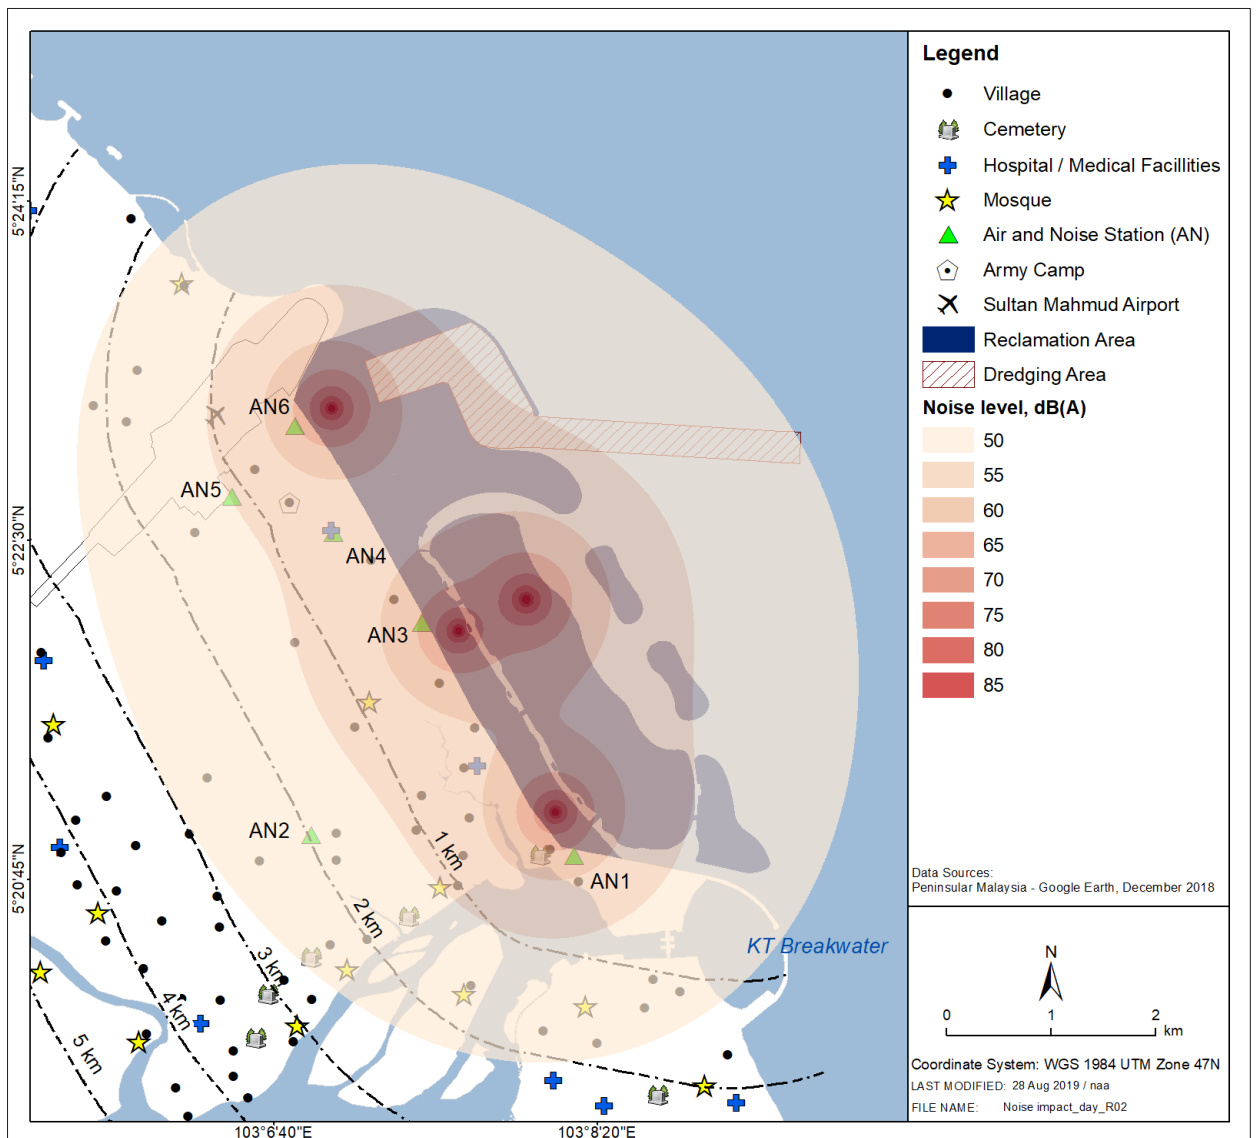 5°24'15"N
5°22'30"N
5°20'45"N
103°6'40"E
103°8'20"E
AN6
AN5
AN4
AN3
AN2
AN1
1 km
2 km
3 km
4 km
5 km
KT Breakwater
Legend
Village
Cemetery
Hospital / Medical Facillities
Mosque
Air and Noise Station (AN)
Army Camp
Sultan Mahmud Airport
Reclamation Area
Dredging Area
Noise level, dB(A)
50
55
60
65
70
75
80
85
Data Sources:
Peninsular Malaysia - Google Earth, December 2018
N
0 1 2
km
Coordinate System: WGS 1984 UTM Zone 47N
LAST MODIFIED: 28 Aug 2019 / naa
FILE NAME: Noise impact_day_R02